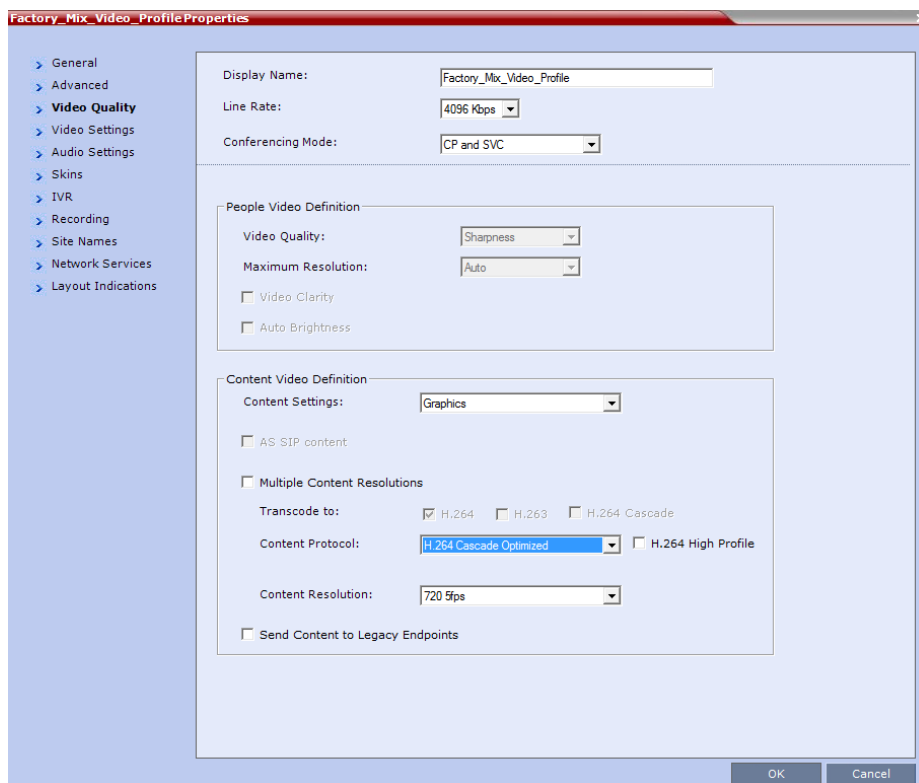 Factory_Mix_Video_Profile Properties
General
Advanced
Video Quality
Video Settings
Audio Settings
Skins
IVR
Recording
Site Names
Network Services
Layout Indications
Display Name: Factory_Mix_Video_Profile
Line Rate: 4096 Kbps
Conferencing Mode: CP and SVC
People Video Definition
Video Quality: Sharpness
Maximum Resolution: Auto
Video Clarity
Auto Brightness
Content Video Definition
Content Settings: Graphics
AS SIP content
Multiple Content Resolutions
Transcode to: H.264 H.263 H.264 Cascade
Content Protocol: H.264 Cascade Optimized H.264 High Profile
Content Resolution: 720 5fps
Send Content to Legacy Endpoints
OK Cancel